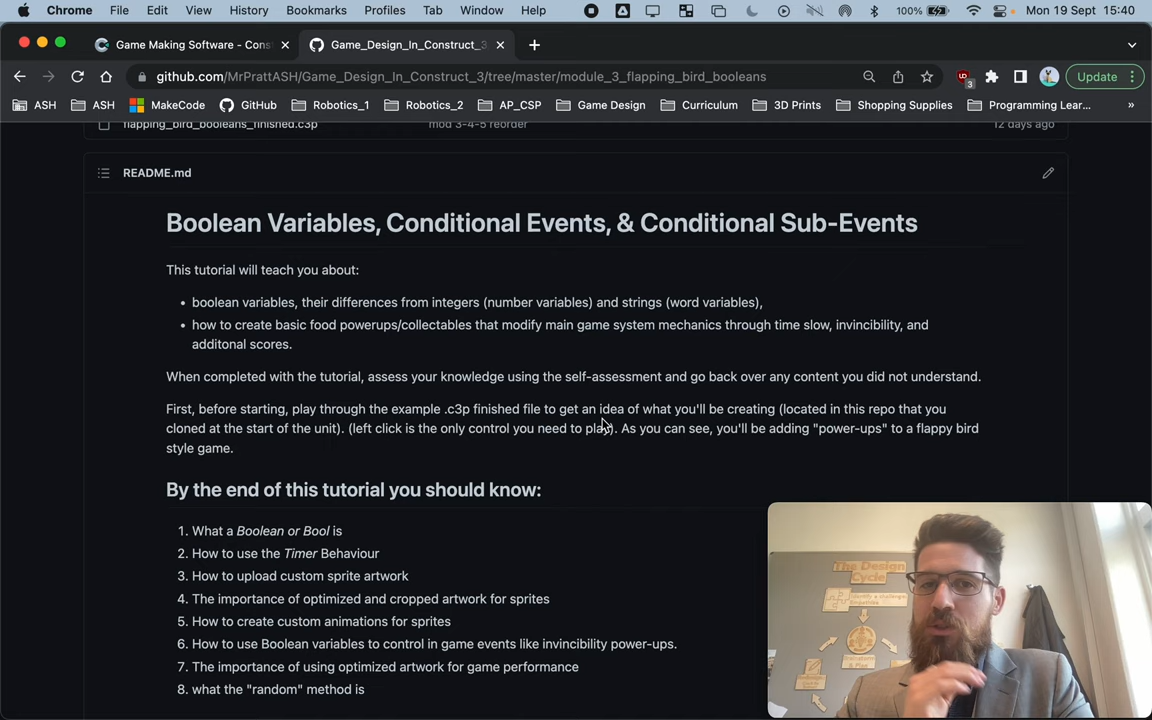 Chrome File Edit View History Bookmarks Profiles Tab Window Help 100% Mon 19 Sept 15:40
Game Making Software - Cons Game_Design_In_Construct_3
github.com/MrPrattASH/Game_Design_In_Construct_3/tree/master/module_3_flapping_bird_booleans Update
ASH ASH MakeCode GitHub Robotics_1 Robotics_2 AP_CSP Game Design Curriculum 3D Prints Shopping Supplies Programming Lear... »
flapping_bird_booleans_finished.c3p mod 3-4-5 reorder 12 days ago
README.md
Boolean Variables, Conditional Events, & Conditional Sub-Events
This tutorial will teach you about:
• boolean variables, their differences from integers (number variables) and strings (word variables),
• how to create basic food powerups/collectables that modify main game system mechanics through time slow, invincibility, and
additonal scores.
When completed with the tutorial, assess your knowledge using the self-assessment and go back over any content you did not understand.
First, before starting, play through the example .c3p finished file to get an idea of what you'll be creating (located in this repo that you
cloned at the start of the unit). (left click is the only control you need to play). As you can see, you'll be adding "power-ups" to a flappy bird
style game.
By the end of this tutorial you should know:
1. What a Boolean or Bool is
2. How to use the Timer Behaviour
3. How to upload custom sprite artwork
4. The importance of optimized and cropped artwork for sprites
5. How to create custom animations for sprites
6. How to use Boolean variables to control in game events like invincibility power-ups.
7. The importance of using optimized artwork for game performance
8. what the "random" method is
The Design
Cycle